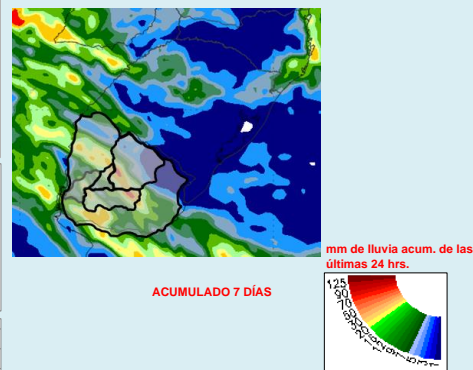 mm de lluvia acum. de las
últimas 24 hrs.
ACUMULADO 7 DÍAS
125
90
70